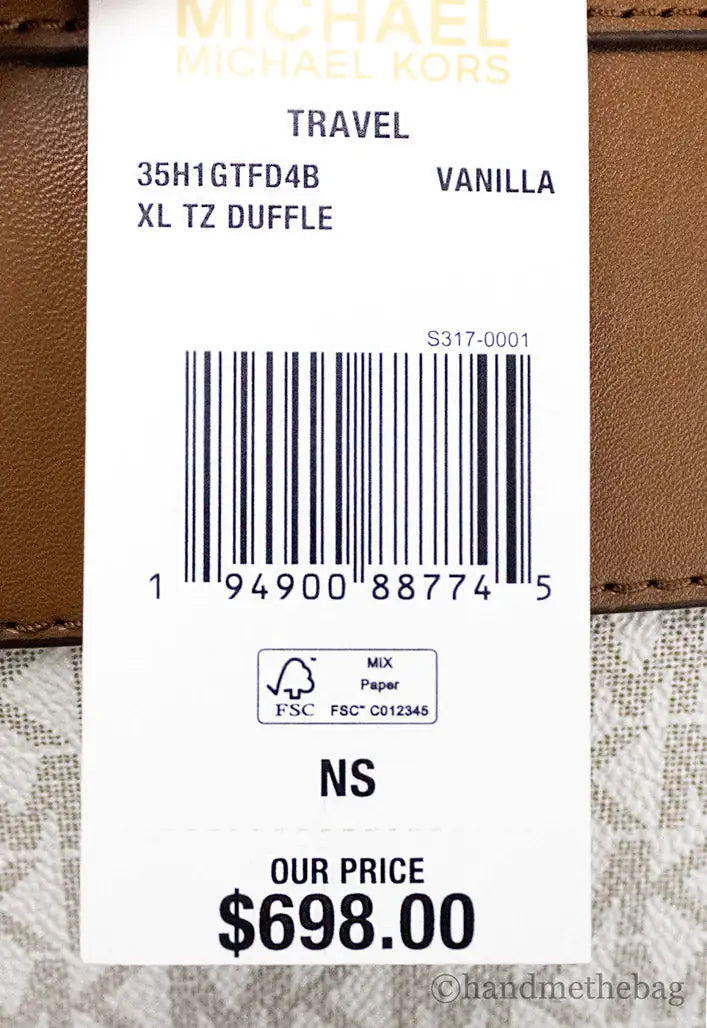 MICHAEL
MICHAEL KORS
TRAVEL
35H1GTFD4B VANILLA
XL TZ DUFFLE
S317-0001
1 94900 88774 5
MIX
Paper
FSC™ C012345
FSC
NS
OUR PRICE
$698.00
©handmethebag